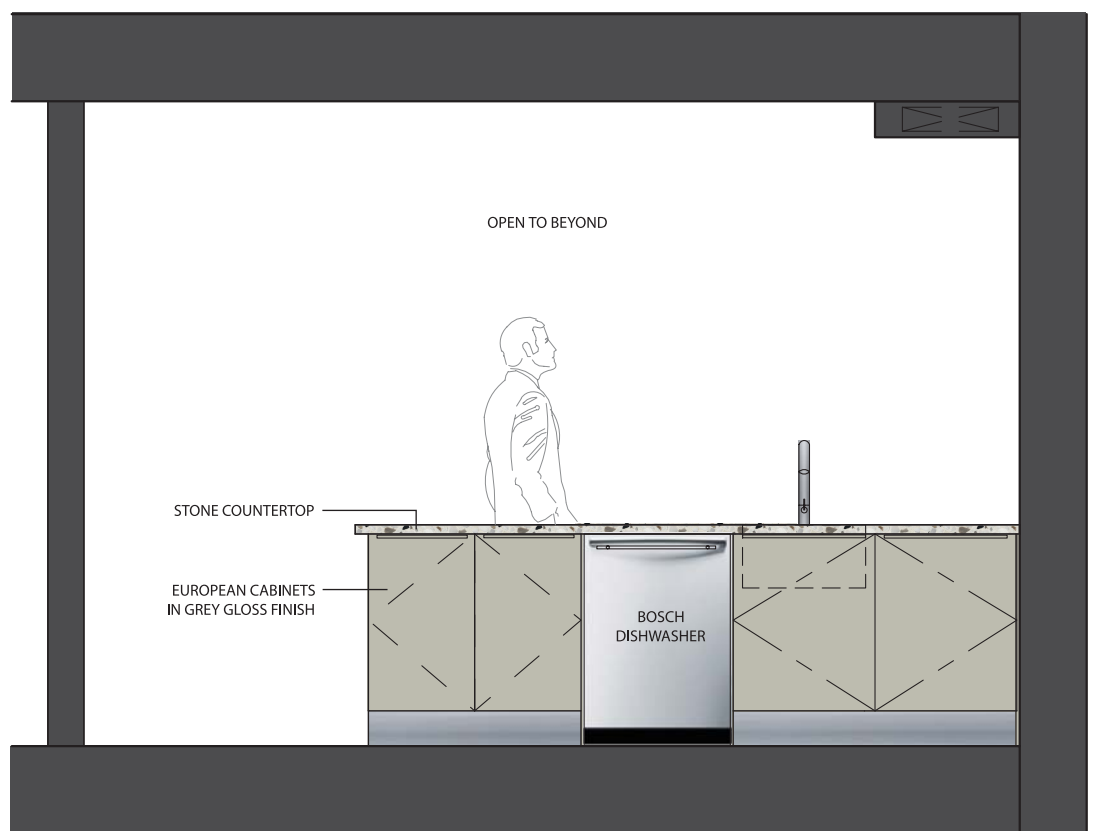 OPEN TO BEYOND
STONE COUNTERTOP
EUROPEAN CABINETS
IN GREY GLOSS FINISH
BOSCH
DISHWASHER